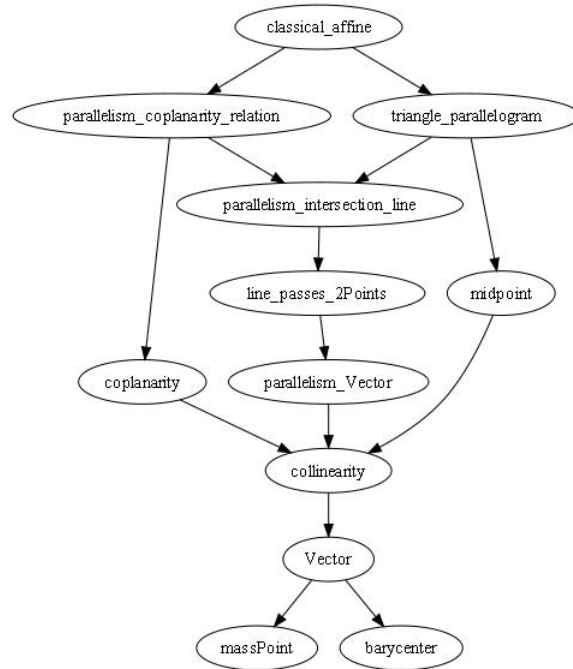 classical_affine
parallelism_coplanarity_relation
triangle_parallelogram
parallelism_intersection_line
line_passes_2Points
midpoint
coplanarity
parallelism_Vector
collinearity
Vector
massPoint
barycenter